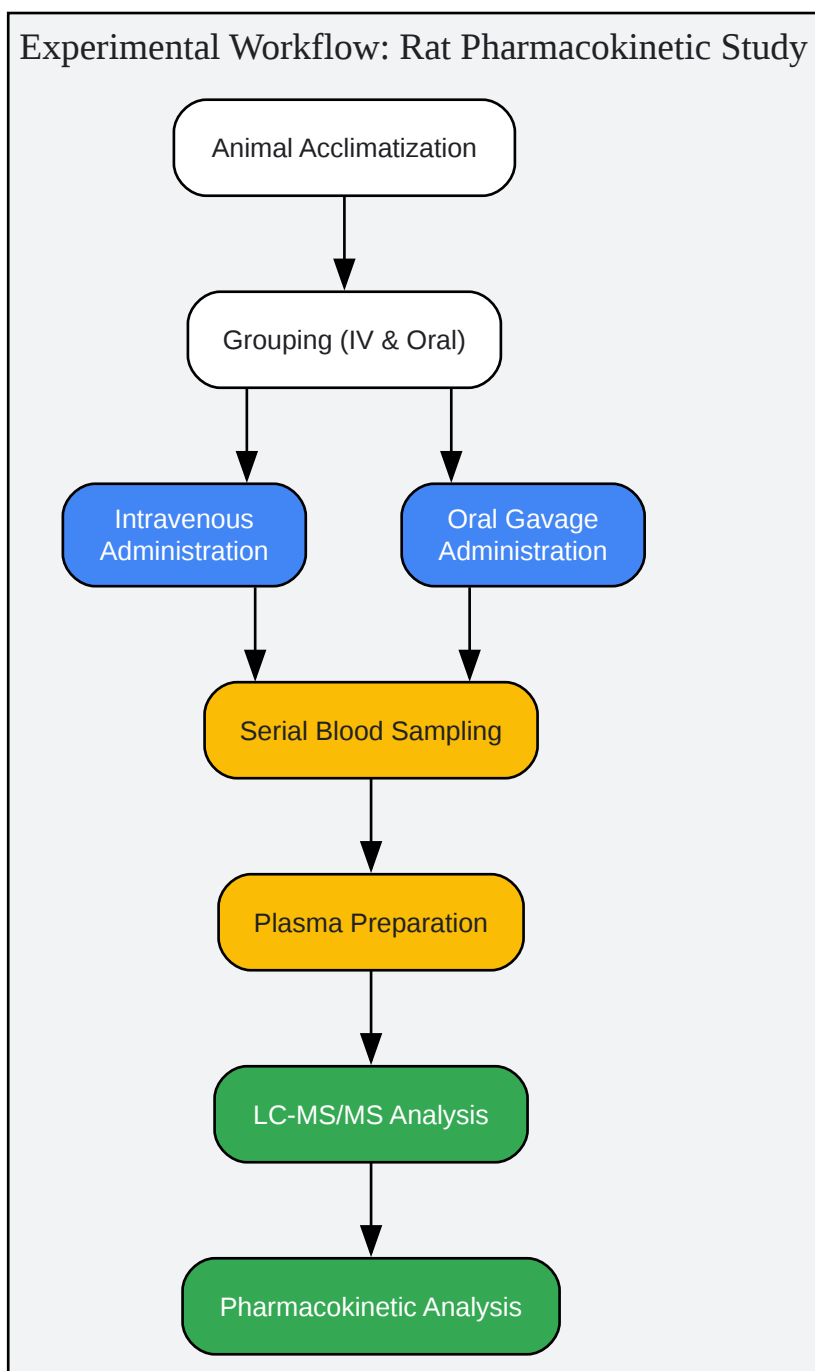 Experimental Workflow: Rat Pharmacokinetic Study
Animal Acclimatization
Grouping (IV & Oral)
Intravenous
Administration
Oral Gavage
Administration
Serial Blood Sampling
Plasma Preparation
LC-MS/MS Analysis
Pharmacokinetic Analysis